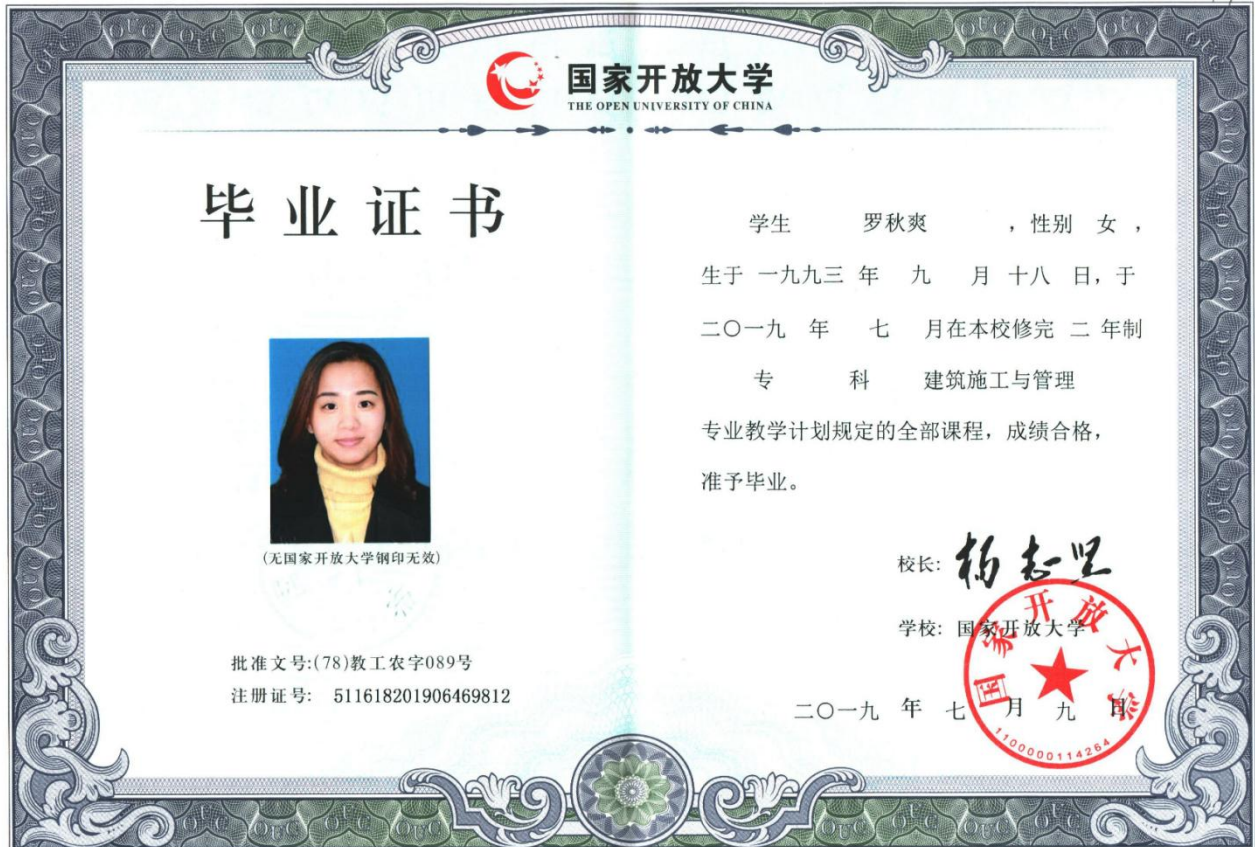 国家开放大学
THE OPEN UNIVERSITY OF CHINA
毕业证书
(无国家开放大学钢印无效)
批准文号:(78)教工农字089号
注册证号: 511618201906469812
学生 罗秋爽 ，性别 女 ，
生于 一九九三 年 九 月 十八 日，于
二〇一九 年 七 月在本校修完 二 年制
专 科 建筑施工与管理
专业教学计划规定的全部课程，成绩合格，
准予毕业。
校长: 杨志坚
学校: 国家开放大学
二〇一九 年 七 月 九 日
国家开放大学
1100000114264